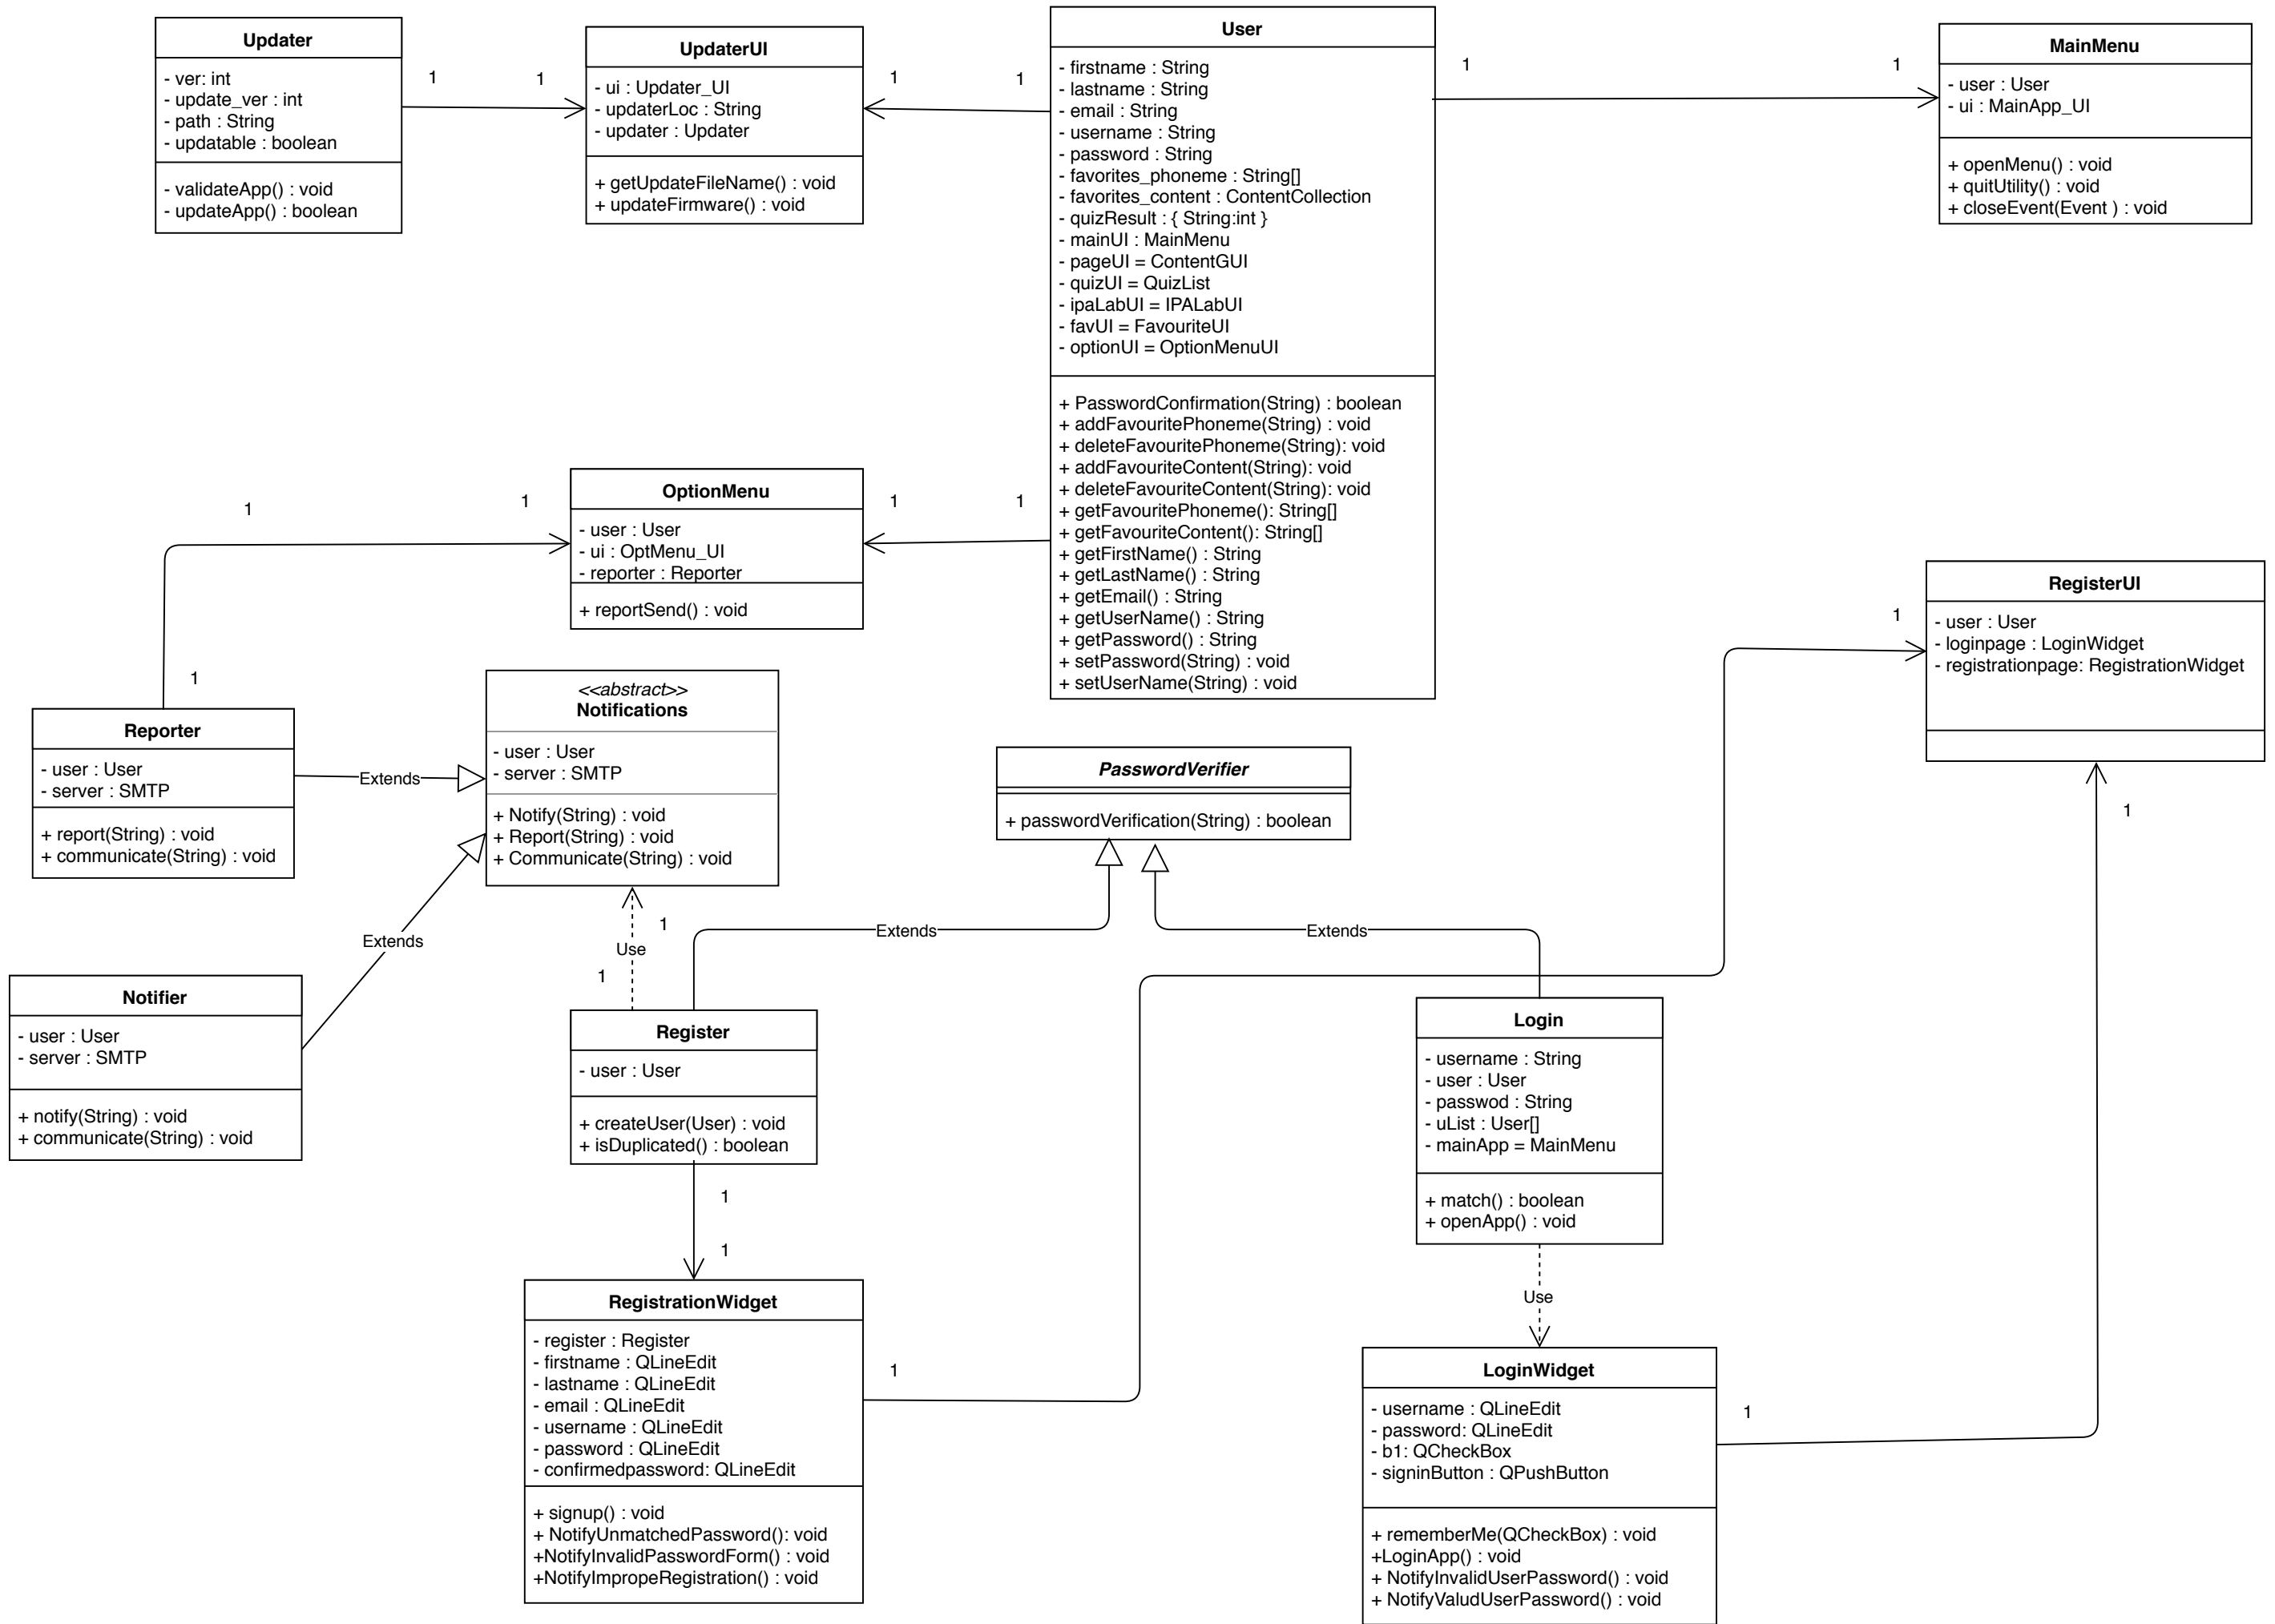 Updater
- ver: int
- update_ver : int
- path : String
- updatable : boolean
- validateApp() : void
- updateApp() : boolean
1
1
UpdaterUI
- ui : Updater_UI
- updaterLoc : String
- updater : Updater
+ getUpdateFileName() : void
+ updateFirmware() : void
1
1
User
- firstname : String
- lastname : String
- email : String
- username : String
- password : String
- favorites_phoneme : String[]
- favorites_content : ContentCollection
- quizResult : { String:int }
- mainUI : MainMenu
- pageUI = ContentGUI
- quizUI = QuizList
- ipaLabUI = IPALabUI
- favUI = FavouriteUI
- optionUI = OptionMenuUI
+ PasswordConfirmation(String) : boolean
+ addFavouritePhoneme(String) : void
+ deleteFavouritePhoneme(String): void
+ addFavouriteContent(String): void
+ deleteFavouriteContent(String): void
+ getFavouritePhoneme(): String[]
+ getFavouriteContent(): String[]
+ getFirstName() : String
+ getLastName() : String
+ getEmail() : String
+ getUserName() : String
+ getPassword() : String
+ setPassword(String) : void
+ setUserName(String) : void
1
1
MainMenu
- user : User
- ui : MainApp_UI
+ openMenu() : void
+ quitUtility() : void
+ closeEvent(Event ) : void
1
1
OptionMenu
- user : User
- ui : OptMenu_UI
- reporter : Reporter
+ reportSend() : void
1
1
1
Reporter
- user : User
- server : SMTP
+ report(String) : void
+ communicate(String) : void
Extends
<<abstract>>
Notifications
- user : User
- server : SMTP
+ Notify(String) : void
+ Report(String) : void
+ Communicate(String) : void
PasswordVerifier
+ passwordVerification(String) : boolean
1
RegisterUI
- user : User
- loginpage : LoginWidget
- registrationpage: RegistrationWidget
1
Extends
1
Use
1
Extends
Extends
Notifier
- user : User
- server : SMTP
+ notify(String) : void
+ communicate(String) : void
Register
- user : User
+ createUser(User) : void
+ isDuplicated() : boolean
1
1
Login
- username : String
- user : User
- passwod : String
- uList : User[]
- mainApp = MainMenu
+ match() : boolean
+ openApp() : void
Use
RegistrationWidget
- register : Register
- firstname : QLineEdit
- lastname : QLineEdit
- email : QLineEdit
- username : QLineEdit
- password : QLineEdit
- confirmedpassword: QLineEdit
+ signup() : void
+ NotifyUnmatchedPassword(): void
+NotifyInvalidPasswordForm() : void
+NotifyImpropeRegistration() : void
1
LoginWidget
- username : QLineEdit
- password: QLineEdit
- b1: QCheckBox
- signinButton : QPushButton
+ rememberMe(QCheckBox) : void
+LoginApp() : void
+ NotifyInvalidUserPassword() : void
+ NotifyValudUserPassword() : void
1